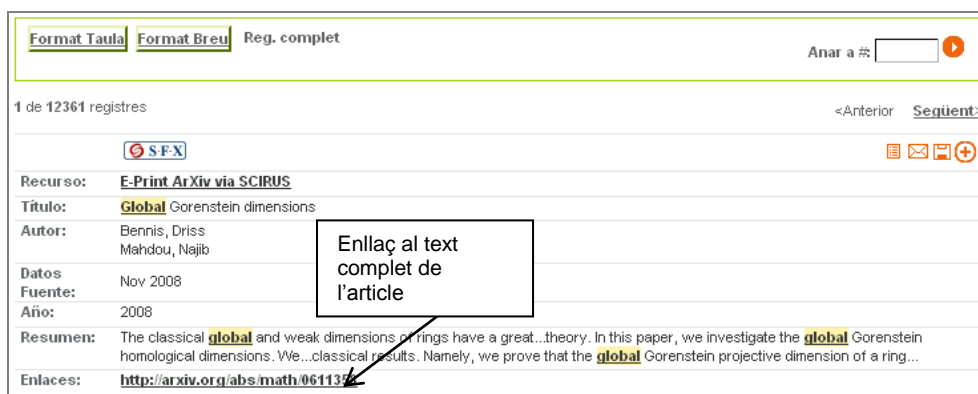 Format Taula Format Breu Reg. complet
Anar a #:
1 de 12361 registres
<Anterior Següent>
S·F·X
Recurso: E-Print ArXiv via SCIRUS
Título: Global Gorenstein dimensions
Autor: Bennis, Driss
Mahdou, Najib
Enllaç al text
complet de
l'article
Datos
Fuente: Nov 2008
Año: 2008
Resumen: The classical global and weak dimensions of rings have a great...theory. In this paper, we investigate the global Gorenstein
homological dimensions. We...classical results. Namely, we prove that the global Gorenstein projective dimension of a ring...
Enlaces: http://arxiv.org/abs/math/061135